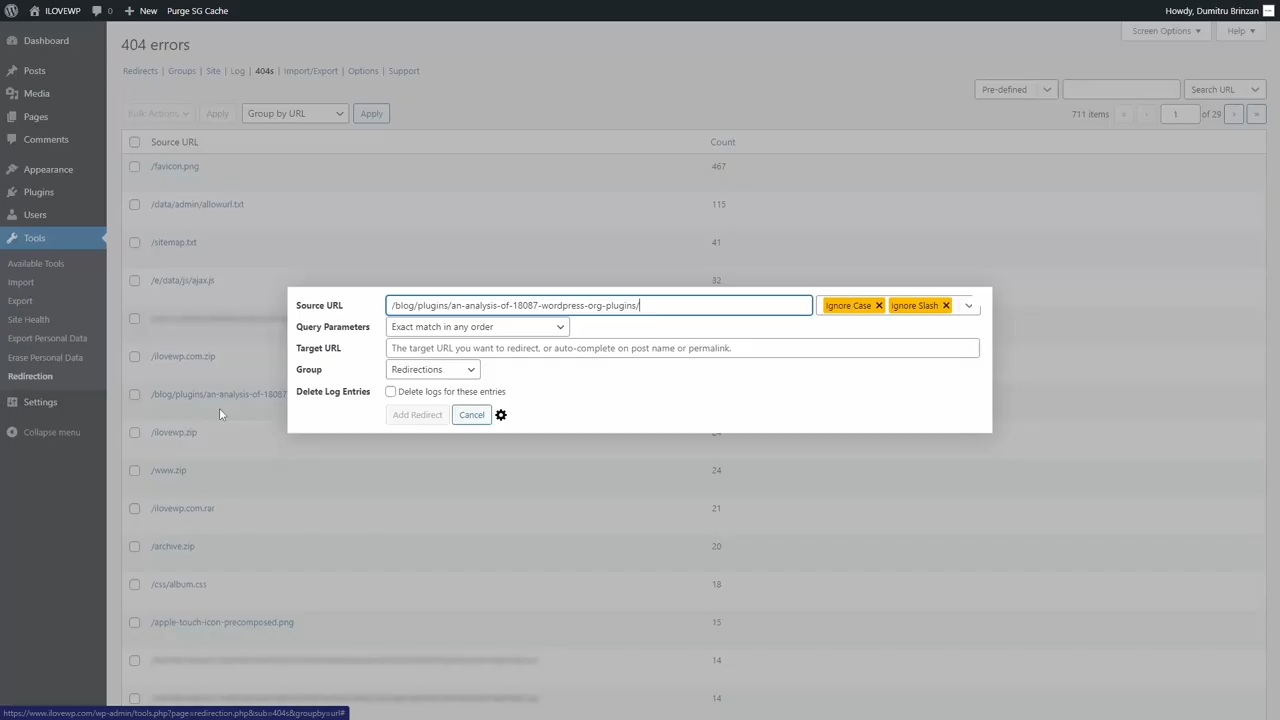 ILOVEWP 0 New Purge SG Cache Howdy, Dumitru Brinzan
Screen Options Help
Dashboard
Posts
Media
Pages
Comments
Appearance
Plugins
Users
Tools
Available Tools
Import
Export
Site Health
Export Personal Data
Erase Personal Data
Redirection
Settings
Collapse menu
404 errors
Redirects | Groups | Site | Log | 404s | Import/Export | Options | Support
Pre-defined Search URL
Bulk Actions Apply Group by URL Apply 711 items « ‹ 1 of 29 › »
Source URL Count
/favicon.png 467
/data/admin/allowurl.txt 115
/sitemap.txt 41
/e/data/js/ajax.js 32
/ilovewp.com.zip
/blog/plugins/an-analysis-of-18087
/ilovewp.zip 24
/www.zip 24
/ilovewp.com.rar 21
/archive.zip 20
/css/album.css 18
/apple-touch-icon-precomposed.png 15
14
14
Source URL /blog/plugins/an-analysis-of-18087-wordpress-org-plugins/ Ignore Case × Ignore Slash ×
Query Parameters Exact match in any order
Target URL The target URL you want to redirect, or auto-complete on post name or permalink.
Group Redirections
Delete Log Entries Delete logs for these entries
Add Redirect Cancel
https://www.ilovewp.com/wp-admin/tools.php?page=redirection.php&sub=404s&groupby=url#